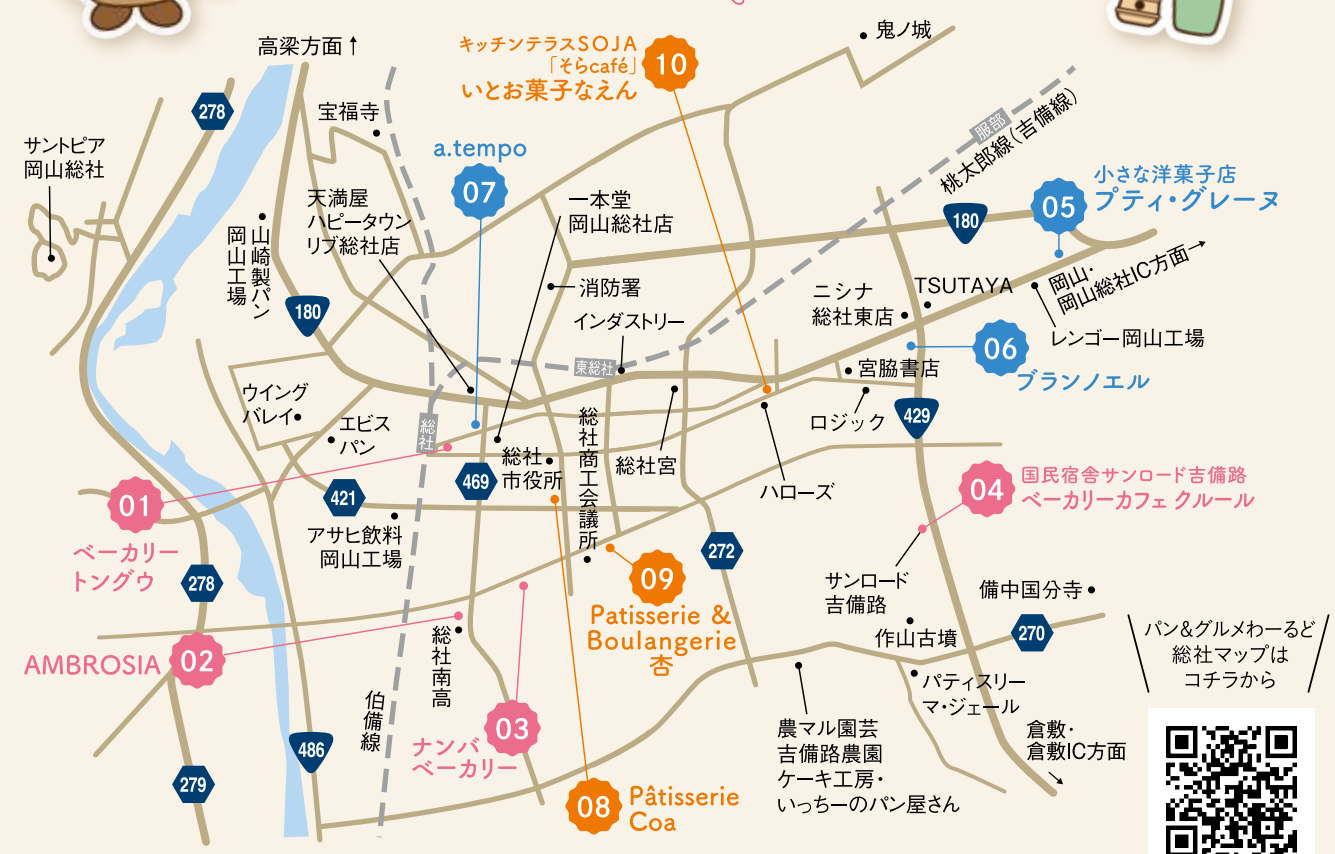 高梁方面↑
キッチンテラスSOJA
「そらcafé」
いとお菓子なえん
10
鬼ノ城
278
宝福寺
サントピア
岡山総社
a.tempo
07
服部
桃太郎線（吉備線）
小さな洋菓子店
プティ・グレーヌ
05
180
天満屋
ハピータウン
リブ総社店
一本堂
岡山総社店
山崎製パン
岡山工場
消防署
インダストリー
180
ニシナ
総社東店
TSUTAYA
岡山・
岡山総社IC方面→
レンゴー岡山工場
東総社
宮脇書店
06
ブランノエル
ウイング
バレイ
エビス
パン
総社
総社
市役所
総社商工会議所
総社宮
ロジック
429
469
421
ハローズ
01
ベーカリー
トングウ
アサヒ飲料
岡山工場
04
国民宿舎サンロード吉備路
ベーカリーカフェ クルール
272
278
09
Patisserie &
Boulangerie
杏
サンロード
吉備路
備中国分寺
作山古墳
270
AMBROSIA
02
総社南高
パティスリー
マ・ジェール
パン&グルメわーるど
総社マップは
コチラから
伯備線
03
ナンバ
ベーカリー
農マル園芸
吉備路農園
ケーキ工房・
いっちーのパン屋さん
倉敷・
倉敷IC方面
↘
486
279
08
Pâtisserie
Coa